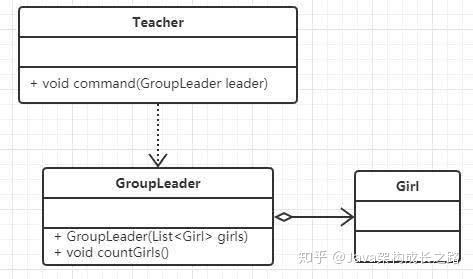 Teacher
+ void command(GroupLeader leader)
GroupLeader
+ GroupLeader(List<Girl> girls)
+ void countGirls()
Girl
知乎 @Java架构成长之路